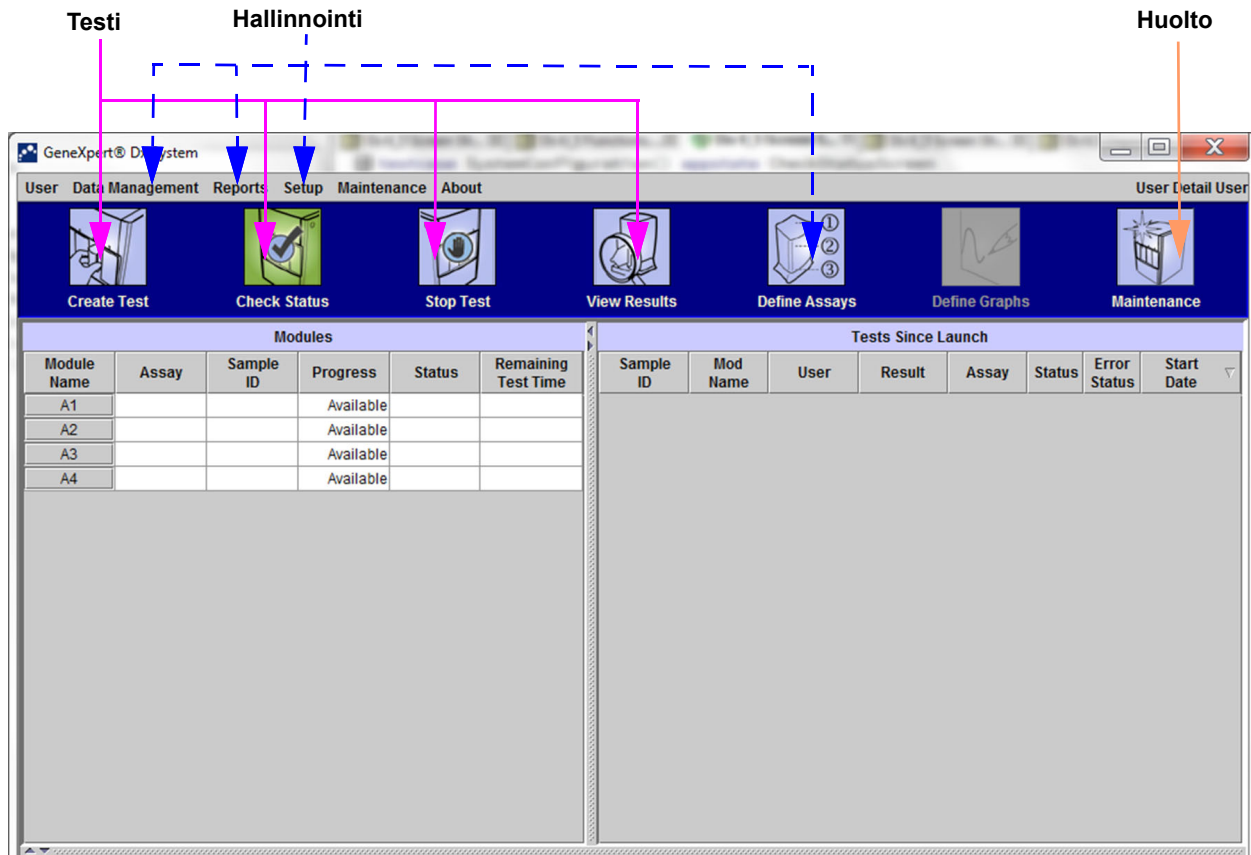 Testi Hallinnointi Huolto
GeneXpert® Dx System
User Data Management Reports Setup Maintenance About User Detail User
Create Test Check Status Stop Test View Results Define Assays Define Graphs Maintenance
① 
② 
③
Modules
Module Name Assay Sample ID Progress Status Remaining Test Time
A1 Available
A2 Available
A3 Available
A4 Available
Tests Since Launch
Sample ID Mod Name User Result Assay Status Error Status Start Date